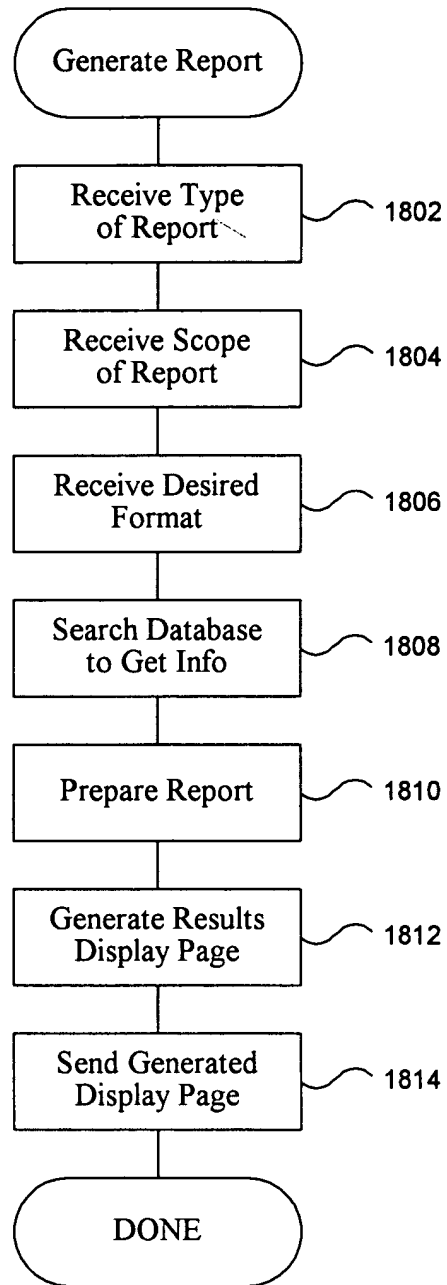 Generate Report
Receive Type
of Report
1802
Receive Scope
of Report
1804
Receive Desired
Format
1806
Search Database
to Get Info
1808
Prepare Report
1810
Generate Results
Display Page
1812
Send Generated
Display Page
1814
DONE